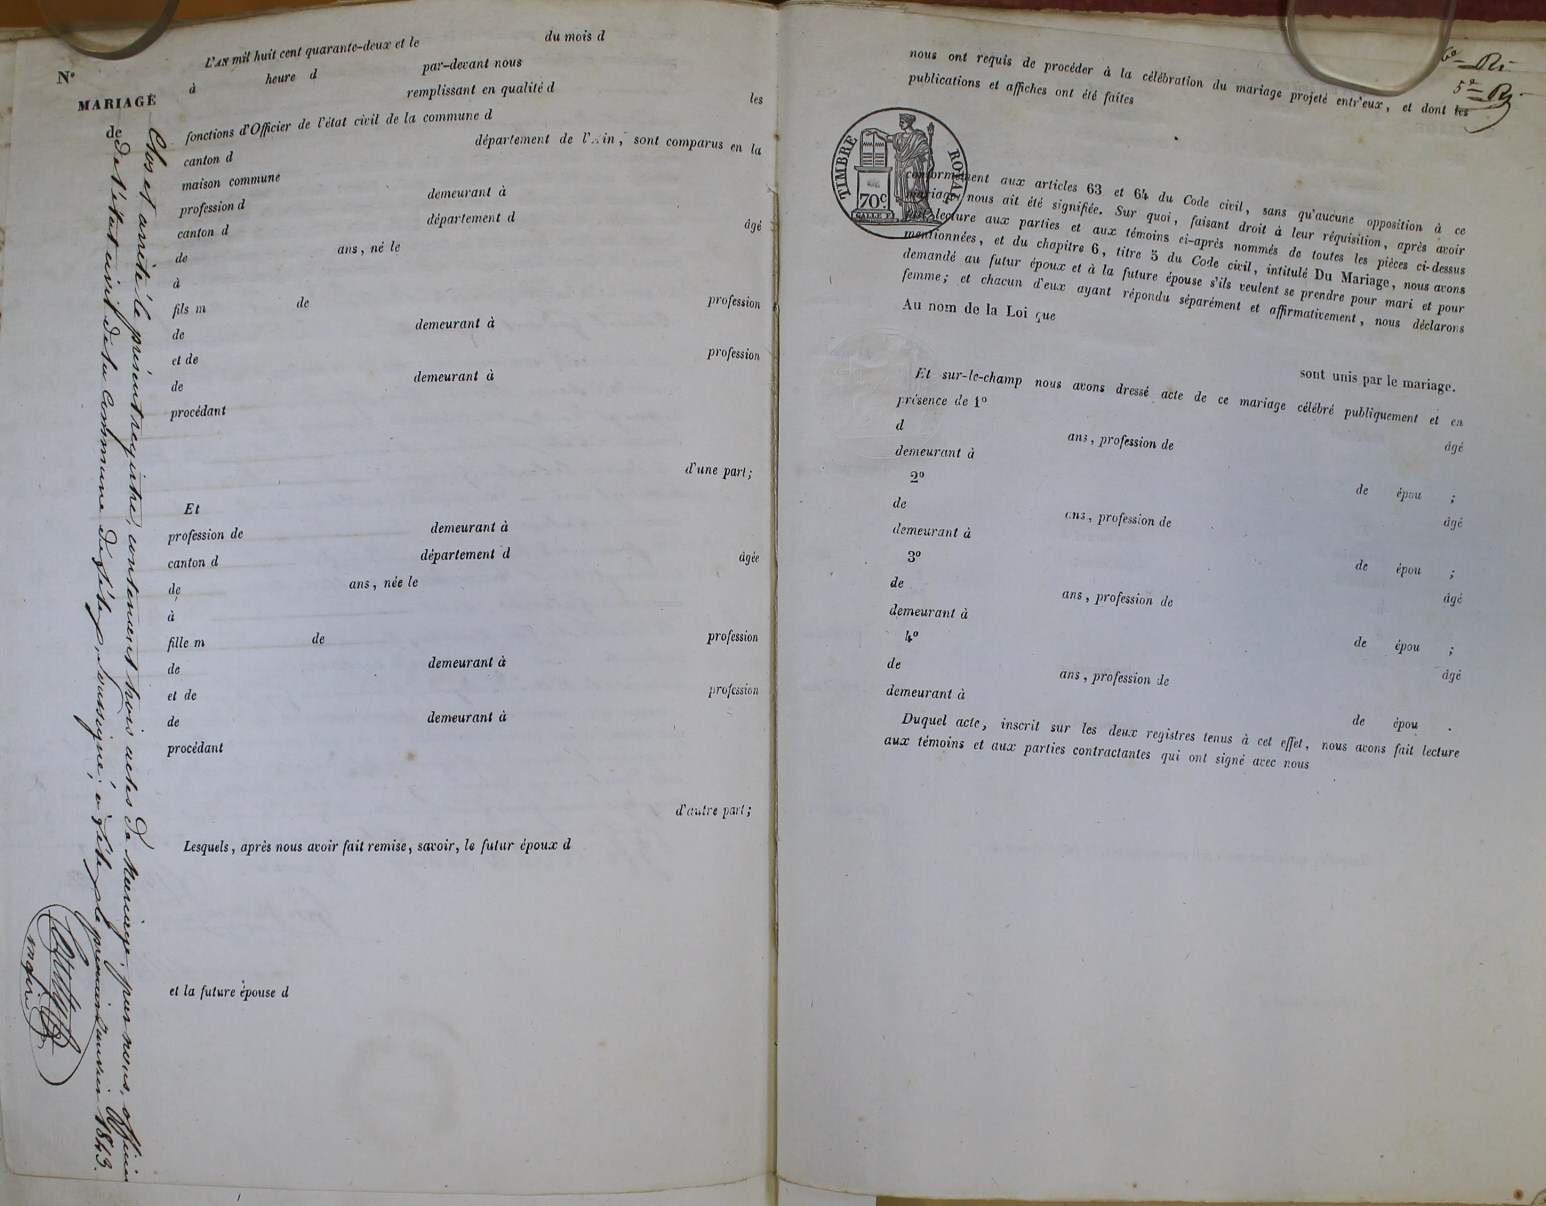 N°
MARIAGE
de
Clos et arrêté le présent registre, contenant trois actes de Mariage, par nous, officier
de l'état civil de la Commune de soussigné, à le premier Janvier 1843.
maire
L'AN mil huit cent quarante-deux et le du mois d
à heure d par-devant nous
remplissant en qualité d les
fonctions d'Officier de l'état civil de la commune d
canton d département de l'Ain, sont comparus en la
maison commune
profession d demeurant à
canton d département d âgé
de ans, né le
à
fils m de profession
de demeurant à
et de profession
de demeurant à
procédant
d'une part;
Et
profession de demeurant à
canton d département d âgée
de ans, née le
à
fille m de profession
de demeurant à
et de profession
de demeurant à
procédant
d'autre part;
Lesquels, après nous avoir fait remise, savoir, le futur époux d
et la future épouse d
6e
5e
nous ont requis de procéder à la célébration du mariage projeté entr'eux, et dont les
publications et affiches ont été faites
TIMBRE ROYAL
70c.
conformément aux articles 63 et 64 du Code civil, sans qu'aucune opposition à ce
mariage nous ait été signifiée. Sur quoi, faisant droit à leur réquisition, après avoir
fait lecture aux parties et aux témoins ci-après nommés de toutes les pièces ci-dessus
mentionnées, et du chapitre 6, titre 5 du Code civil, intitulé Du Mariage, nous avons
demandé au futur époux et à la future épouse s'ils veulent se prendre pour mari et pour
femme; et chacun d'eux ayant répondu séparément et affirmativement, nous déclarons
Au nom de la Loi que
sont unis par le mariage.
Et sur-le-champ nous avons dressé acte de ce mariage célébré publiquement et en
présence de 1° âgé
d ans, profession de
demeurant à de épou ;
2° âgé
de ans, profession de
demeurant à de épou ;
3° âgé
de ans, profession de
demeurant à de épou ;
4° âgé
de ans, profession de
demeurant à de épou .
Duquel acte, inscrit sur les deux registres tenus à cet effet, nous avons fait lecture
aux témoins et aux parties contractantes qui ont signé avec nous